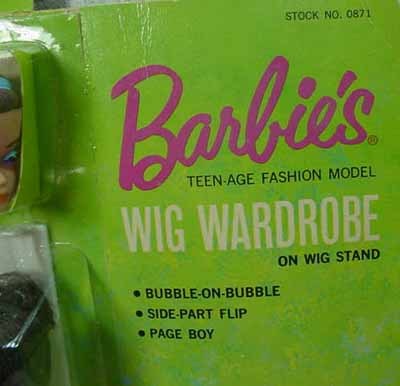 STOCK NO. 0871
Barbie's®
TEEN-AGE FASHION MODEL
WIG WARDROBE
ON WIG STAND
• BUBBLE-ON-BUBBLE
• SIDE-PART FLIP
• PAGE BOY